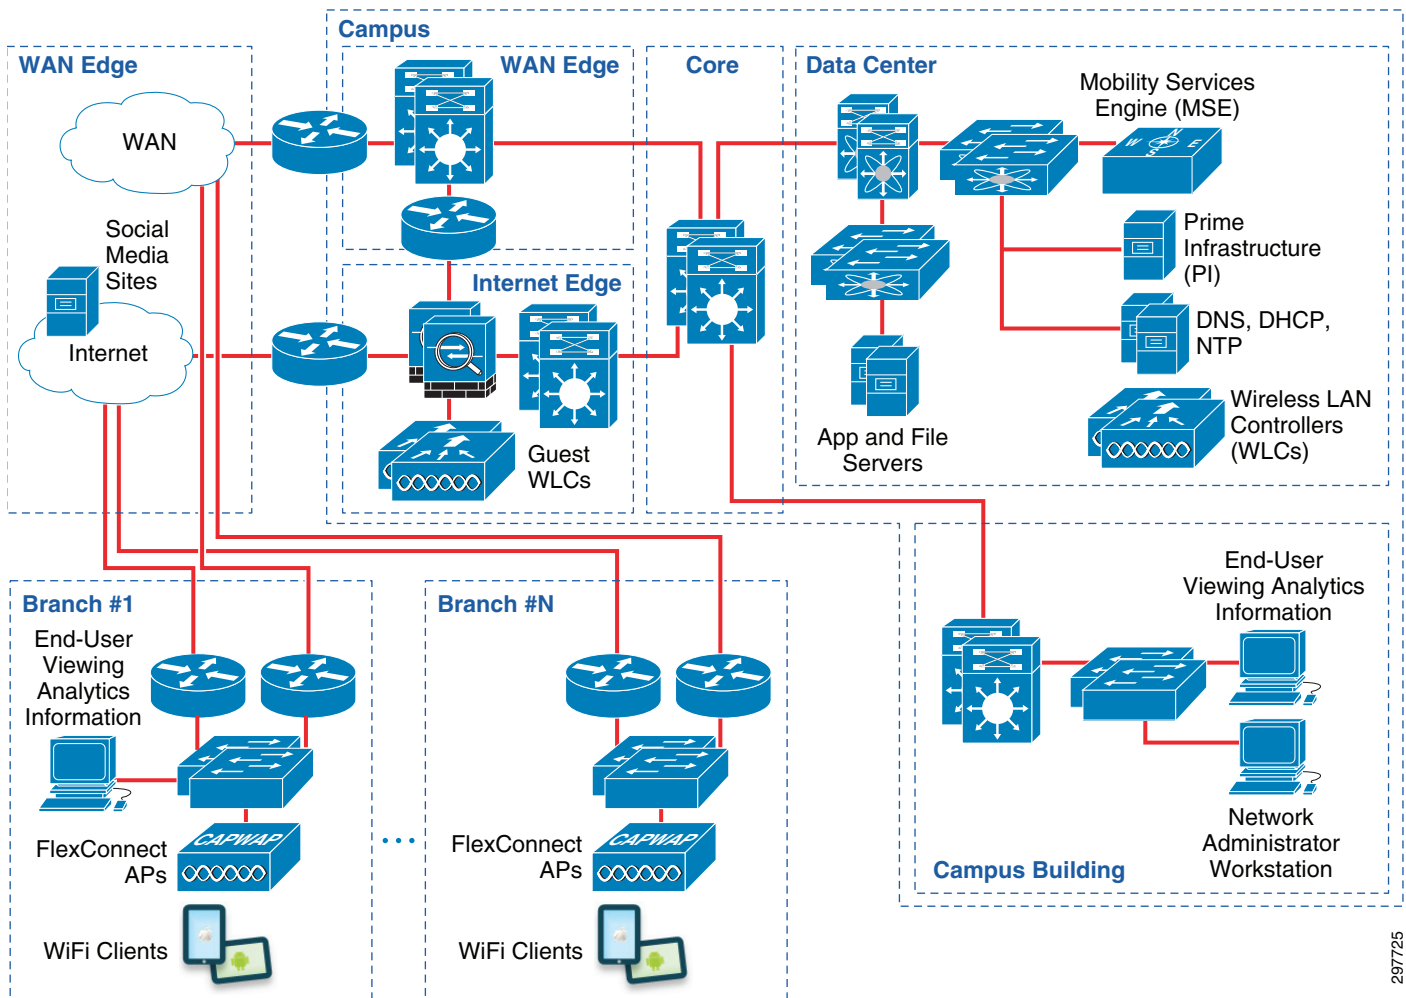 Campus
WAN Edge
WAN
Social
Media
Sites
Internet
WAN Edge
Internet Edge
Guest
WLCs
Core
Data Center
Mobility Services
Engine (MSE)
Prime
Infrastructure
(PI)
DNS, DHCP,
NTP
Wireless LAN
Controllers
(WLCs)
App and File
Servers
N
W
E
S
Branch #1
End-User
Viewing
Analytics
Information
CAPWAP
FlexConnect
APs
WiFi Clients
...
Branch #N
CAPWAP
FlexConnect
APs
WiFi Clients
End-User
Viewing Analytics
Information
Network
Administrator
Workstation
Campus Building
297725